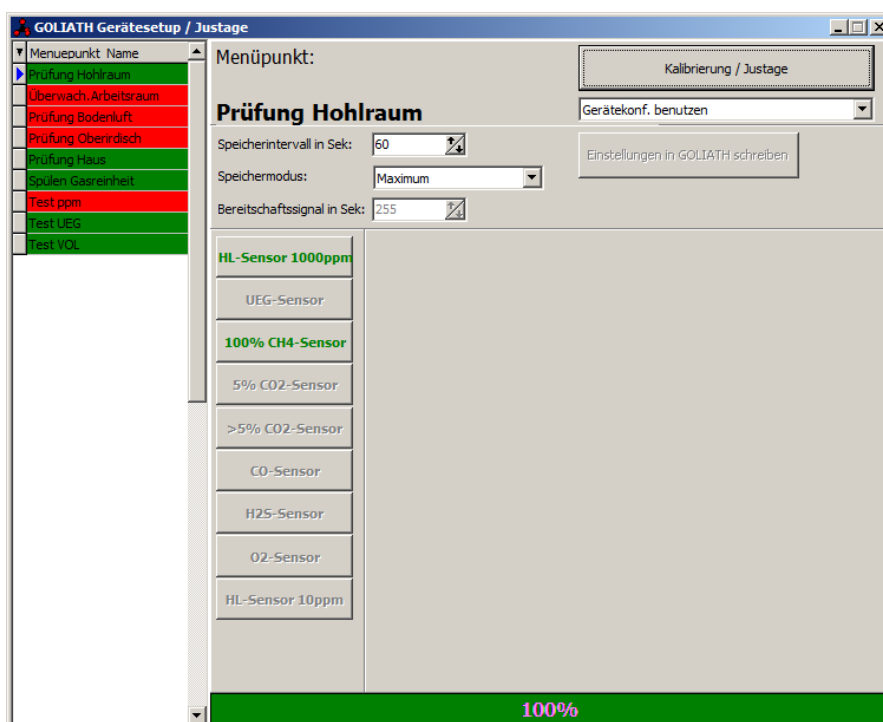 GOLIATH Gerätesetup / Justage
Menuepunkt Name
Prüfung Hohlraum
Überwach.Arbeitsraum
Prüfung Bodenluft
Prüfung Oberirdisch
Prüfung Haus
Spülen Gasreinheit
Test ppm
Test UEG
Test VOL
Menüpunkt:
Kalibrierung / Justage
Prüfung Hohlraum
Gerätekonf. benutzen
Speicherintervall in Sek: 60
Einstellungen in GOLIATH schreiben
Speichermodus: Maximum
Bereitschaftssignal in Sek: 255
HL-Sensor 1000ppm
UEG-Sensor
100% CH4-Sensor
5% CO2-Sensor
>5% CO2-Sensor
CO-Sensor
H2S-Sensor
O2-Sensor
HL-Sensor 10ppm
100%